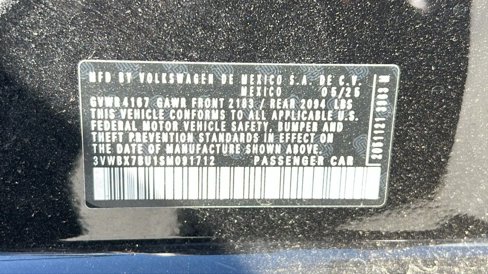 MFD BY VOLKSWAGEN DE MEXICO S.A. DE C.V.
MEXICO 05/25
GVWR 4167 GAWR FRONT 2183 / REAR 2094 LBS
THIS VEHICLE CONFORMS TO ALL APPLICABLE U.S.
FEDERAL MOTOR VEHICLE SAFETY, BUMPER AND
THEFT PREVENTION STANDARDS IN EFFECT ON
THE DATE OF MANUFACTURE SHOWN ABOVE.
3VWBX7BU1SM091712 PASSENGER CAR